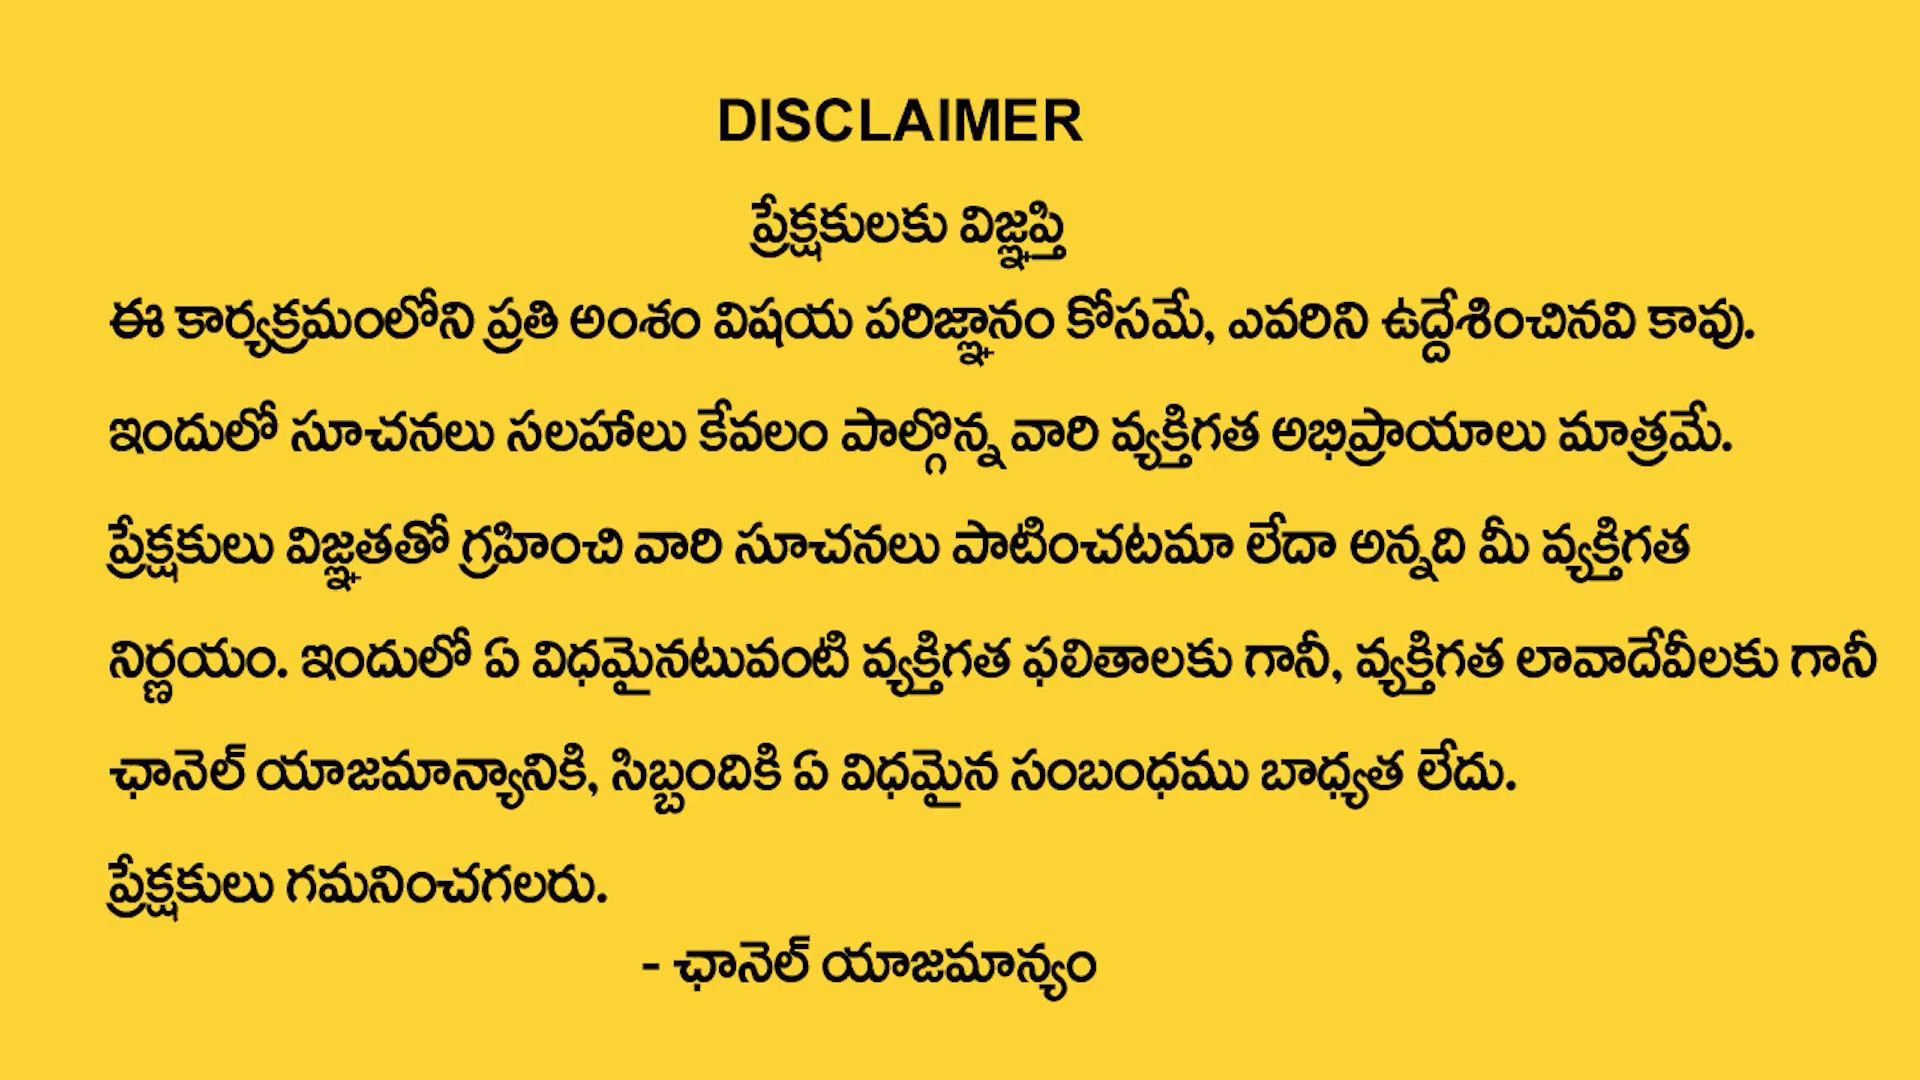 DISCLAIMER
ప్రేక్షకులకు విజ్ఞప్తి
ఈ కార్యక్రమంలోని ప్రతి అంశం విషయ పరిజ్ఞానం కోసమే, ఎవరిని ఉద్దేశించినవి కావు.
ఇందులో సూచనలు సలహాలు కేవలం పాల్గొన్న వారి వ్యక్తిగత అభిప్రాయాలు మాత్రమే.
ప్రేక్షకులు విజ్ఞతతో గ్రహించి వారి సూచనలు పాటించటమా లేదా అన్నది మీ వ్యక్తిగత
నిర్ణయం. ఇందులో ఏ విధమైనటువంటి వ్యక్తిగత ఫలితాలకు గానీ, వ్యక్తిగత లావాదేవీలకు గానీ
ఛానెల్ యాజమాన్యానికి, సిబ్బందికి ఏ విధమైన సంబంధము బాధ్యత లేదు.
ప్రేక్షకులు గమనించగలరు.
- ఛానెల్ యాజమాన్యం